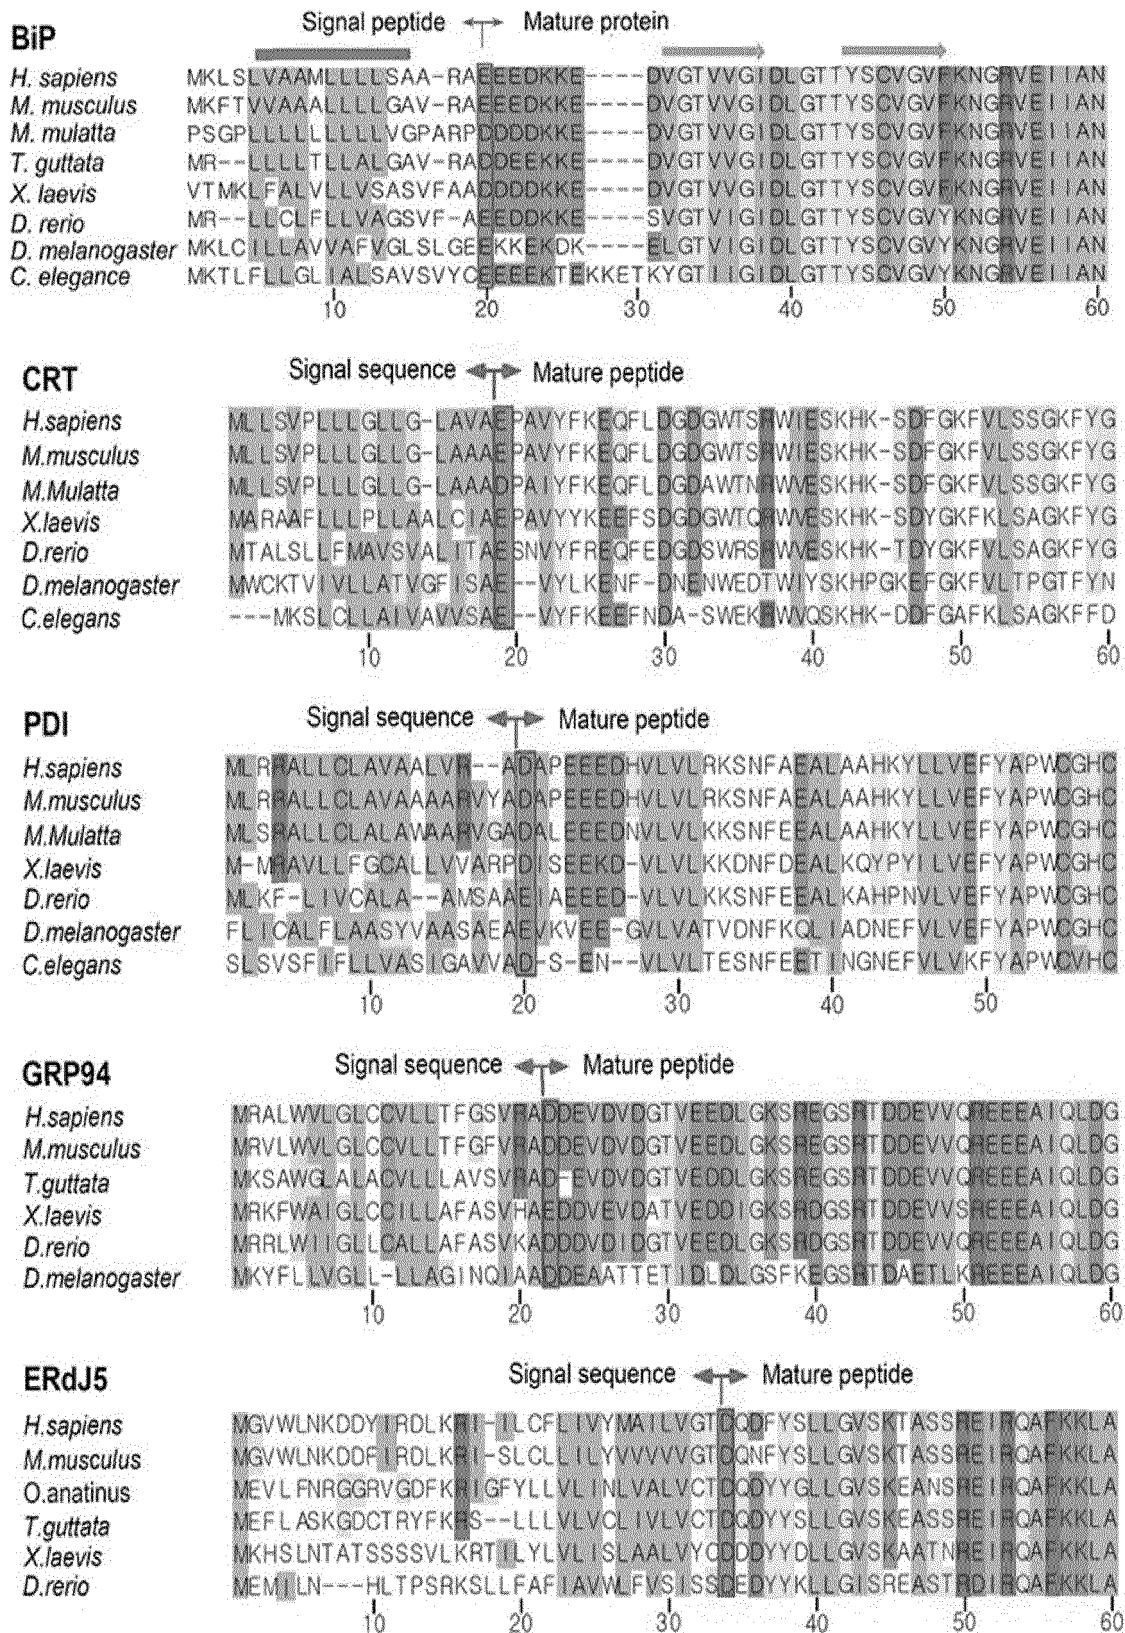 BiP
Signal peptide Mature protein
H. sapiens MKLSLVAAMLLLLSAA-RAEEEDKKE----DVGTVVGIDLGTTYSCVGVFKNGRVEIIAN
M. musculus MKFTVVAAALLLLGAV-RAEEEDKKE----DVGTVVGIDLGTTYSCVGVFKNGRVEIIAN
M. mulatta PSGPLLLLLLLLLVGPARPDDDDKKE----DVGTVVGIDLGTTYSCVGVFKNGRVEIIAN
T. guttata MR--LLLLTLLALGAV-RADDEEKKE----DVGTVVGIDLGTTYSCVGVFKNGRVEIIAN
X. laevis VTMKLFALVLLVSASVFAADDDDKKE----DVGTVVGIDLGTTYSCVGVFKNGRVEIIAN
D. rerio MR--LLCLFLLVAGSVF-AEEDDKKE----SVGTVIGIDLGTTYSCVGVYKNGRVEIIAN
D. melanogaster MKLCILLAVVAFVGLSLGEEKKEKDK----ELGTVIGIDLGTTYSCVGVYKNGRVEIIAN
C. elegance MKTLFLLGLIALSAVSVYCEEEEKTEKKETKYGTIIGIDLGTTYSCVGVYKNGRVEIIAN
10 20 30 40 50 60
CRT
Signal sequence Mature peptide
H.sapiens MLLSVPLLLGLLG-LAVAEPAVYFKEQFLDGDGWTSRWIESKHK-SDFGKFVLSSGKFYG
M.musculus MLLSVPLLLGLLG-LAAAEPAVYFKEQFLDGDGWTSRWIESKHK-SDFGKFVLSSGKFYG
M.Mulatta MLLSVPLLLGLLG-LAAADPAIYFKEQFLDGDAWTNRWVESKHK-SDFGKFVLSSGKFYG
X.laevis MARAAFLLLPLLAALCIAEPAVYYKEEFSDGDGWTQRWVESKHK-SDYGKFKLSAGKFYG
D.rerio MTALSLLFMAVSVALITAESNVYFREQFEDGDSWRSRWVESKHK-TDYGKFVLSAGKFYG
D.melanogaster MWCKTVIVLLATVGFISAE--VYLKENF-DNENWEDTWIYSKHPGKEFGKFVLTPGTFYN
C.elegans ---MKSLCLLAIVAVVSAE--VYFKEEFNDA-SWEKRWVQSKHK-DDFGAFKLSAGKFFD
10 20 30 40 50 60
PDI
Signal sequence Mature peptide
H.sapiens MLRRALLCLAVAALVR--ADAPEEEDHVLVLRKSNFAEALAAHKYLLVEFYAPWCGHC
M.musculus MLRRALLCLAVAAAARVYADAPEEEDHVLVLRKSNFAEALAAHKYLLVEFYAPWCGHC
M.Mulatta MLSRALLCLALAWAARVGADALEEEDNVLVLKKSNFEEALAAHKYLLVEFYAPWCGHC
X.laevis M-MRAVLLFGCALLVVARPDISEEKD-VLVLKKDNFDEALKQYPYILVEFYAPWCGHC
D.rerio MLKF-LIVCALA--AMSAAEIAEEED-VLVLKKSNFEEALKAHPNVLVEFYAPWCGHC
D.melanogaster FLICALFLAASYVAASAEAEVKVEE-GVLVATVDNFKQLIADNEFVLVEFYAPWCGHC
C.elegans SLSVSFIFLLVASIGAVVAD-S-EN--VLVLTESNFEETINGNEFVLVKFYAPWCVHC
10 20 30 40 50
GRP94
Signal sequence Mature peptide
H.sapiens MRALWVLGLCCVLLTFGSVRADDEVDVDGTVEEDLGKSREGSRTDDEVVQREEEAIQLDG
M.musculus MRVLWVLGLCCVLLTFGFVRADDEVDVDGTVEEDLGKSREGSRTDDEVVQREEEAIQLDG
T.guttata MKSAWGLALACVLLLAVSVRAD-EVDVDGTVEDDLGKSREGSRTDDEVVQREEEAIQLDG
X.laevis MRKFWAIGLCCILLAFASVHAEDDVEVDATVEDDIGKSRDGSRTDDEVVSREEEAIQLDG
D.rerio MRRLWIIGLLCALLAFASVKADDDVDIDGTVEEDLGKSRDGSRTDDEVVQREEEAIQLDG
D.melanogaster MKYFLLVGLL-LLAGINQIAADDEAATTETIDLDLGSFKEGSRTDAETLKREEEAIQLDG
10 20 30 40 50 60
ERdJ5
Signal sequence Mature peptide
H.sapiens MGVWLNKDDYIRDLKRI-ILCFLIVYMAILVGTDQDFYSLLGVSKTASSREIRQAFKKLA
M.musculus MGVWLNKDDFIRDLKRI-SLCLLILYVVVVVGTDQNFYSLLGVSKTASSREIRQAFKKLA
O.anatinus MEVLFNRGGRVGDFKRIGFYLLVLINLVALVCTDQDYYGLLGVSKEANSREIRQAFKKLA
T.guttata MEFLASKGDCTRYFKRS--LLLVLVCLIVLVCTDQDYYSLLGVSKEASSREIRQAFKKLA
X.laevis MKHSLNTATSSSSVLKRTILYLVLISLAALVYCDDDYYDLLGVSKAATNREIRQAFKKLA
D.rerio MEMILN---HLTPSRKSLLFAFIAVWLFVSISSQEDYYKLLGISREASTRDIRQAFKKLA
10 20 30 40 50 60